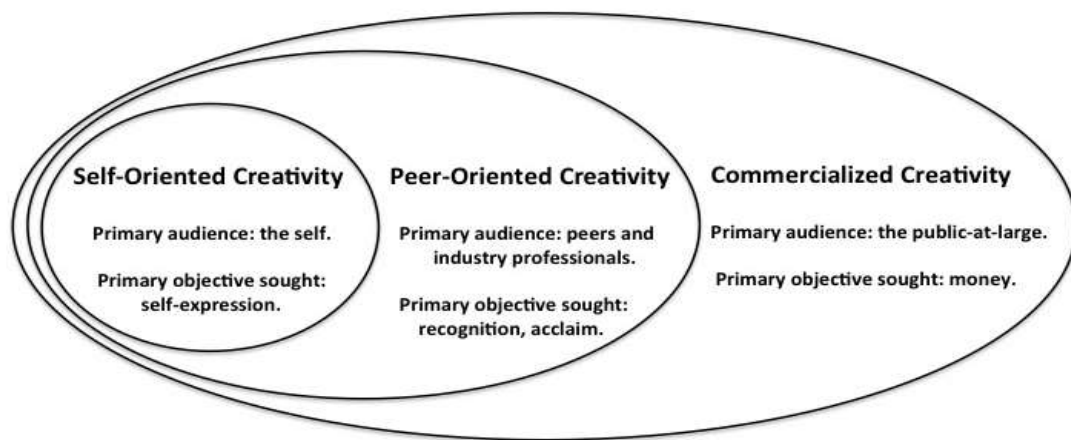 Self-Oriented Creativity
Primary audience: the self.
Primary objective sought:
self-expression.
Peer-Oriented Creativity
Primary audience: peers and
industry professionals.
Primary objective sought:
recognition, acclaim.
Commercialized Creativity
Primary audience: the public-at-large.
Primary objective sought: money.